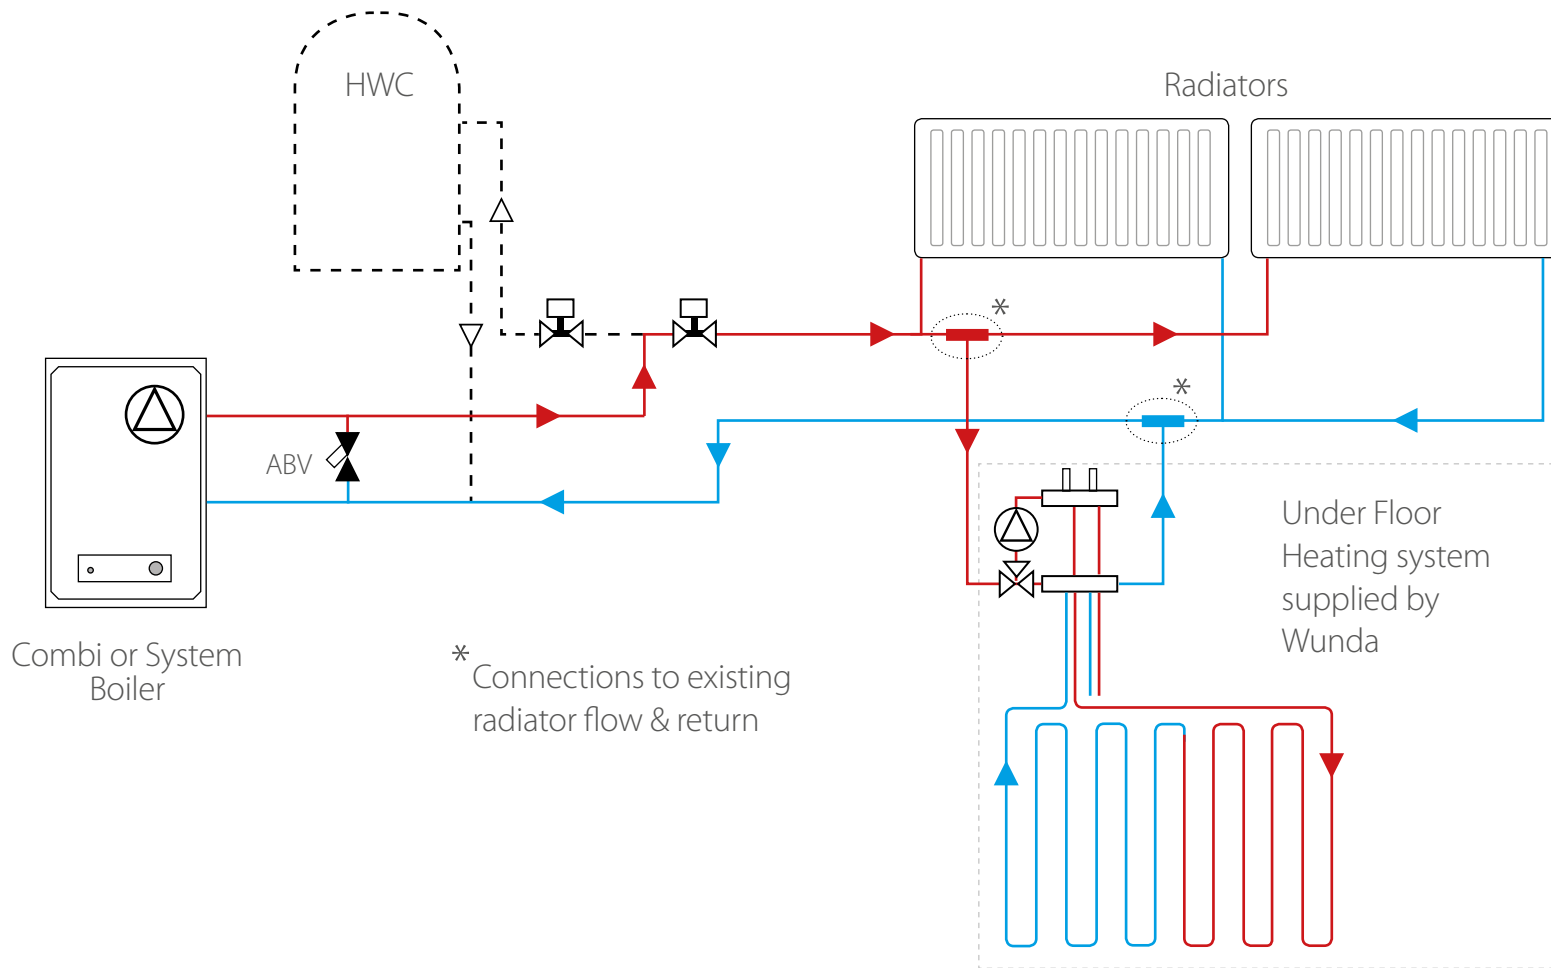 HWC
Radiators
*
*
ABV
Under Floor
Heating system
supplied by
Wunda
Combi or System
Boiler
* Connections to existing
radiator flow & return